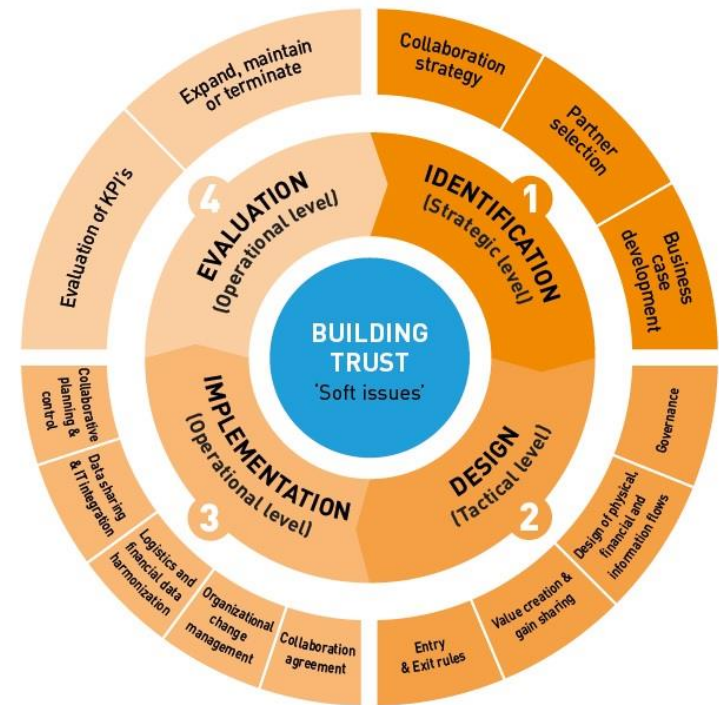 BUILDING
TRUST
'Soft issues'
1
IDENTIFICATION
(Strategic level)
Collaboration
strategy
Partner
selection
Business
case
development
2
DESIGN
(Tactical level)
Governance
Design of physical,
financial and
information flows
Value creation &
gain sharing
Entry
& Exit rules
3
IMPLEMENTATION
(Operational level)
Collaboration
agreement
Organizational
change
management
Logistics and
financial data
harmonization
Data sharing
& IT integration
Collaborative
planning &
control
4
EVALUATION
(Operational level)
Evaluation of KPI's
Expand, maintain
or terminate